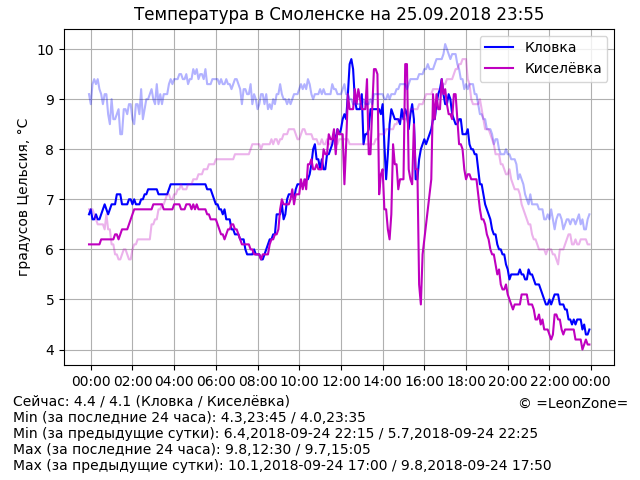 Температура в Смоленске на 25.09.2018 23:55
градусов Цельсия, °C
10
9
8
7
6
5
4
Кловка
Киселёвка
00:00 02:00 04:00 06:00 08:00 10:00 12:00 14:00 16:00 18:00 20:00 22:00 00:00
Сейчас: 4.4 / 4.1 (Кловка / Киселёвка)
© =LeonZone=
Min (за последние 24 часа): 4.3,23:45 / 4.0,23:35
Min (за предыдущие сутки): 6.4,2018-09-24 22:15 / 5.7,2018-09-24 22:25
Max (за последние 24 часа): 9.8,12:30 / 9.7,15:05
Max (за предыдущие сутки): 10.1,2018-09-24 17:00 / 9.8,2018-09-24 17:50